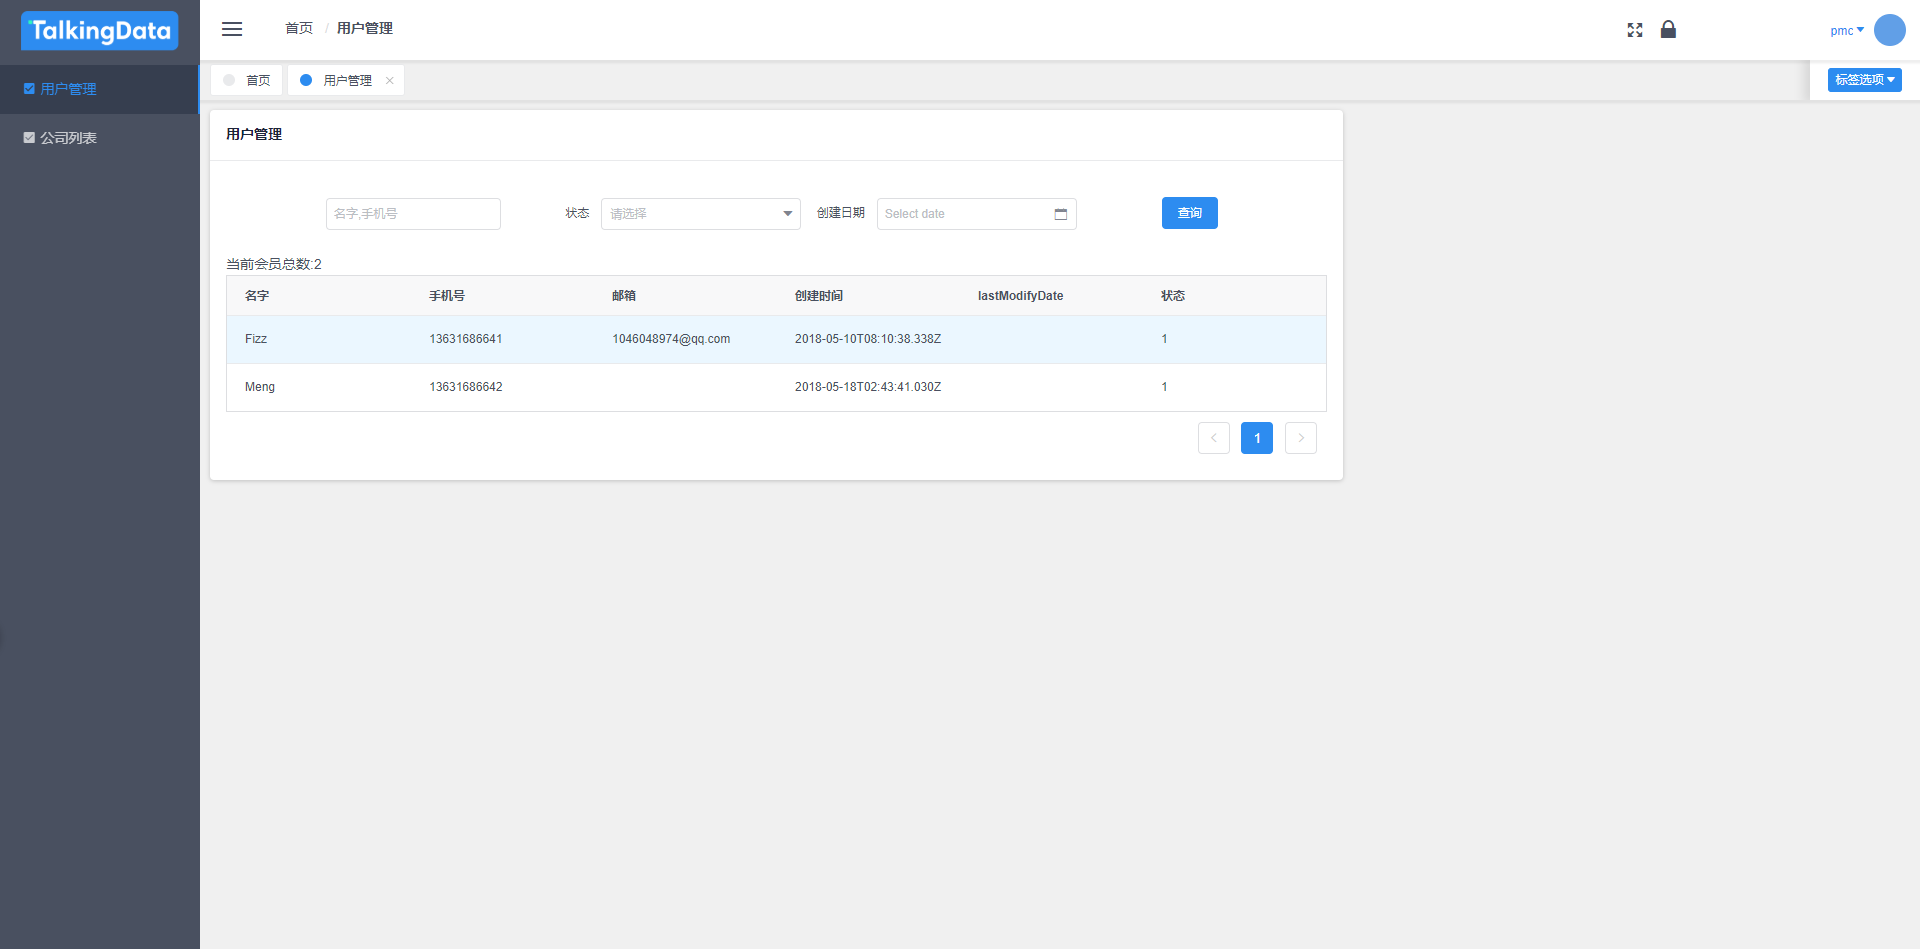 TalkingData
首页 / 用户管理
pmc
用户管理
公司列表
首页
用户管理
标签选项
用户管理
名字,手机号
状态
请选择
创建日期
Select date
查询
当前会员总数:2
名字 手机号 邮箱 创建时间 lastModifyDate 状态
Fizz 13631686641 1046048974@qq.com 2018-05-10T08:10:38.338Z 1
Meng 13631686642 2018-05-18T02:43:41.030Z 1
1